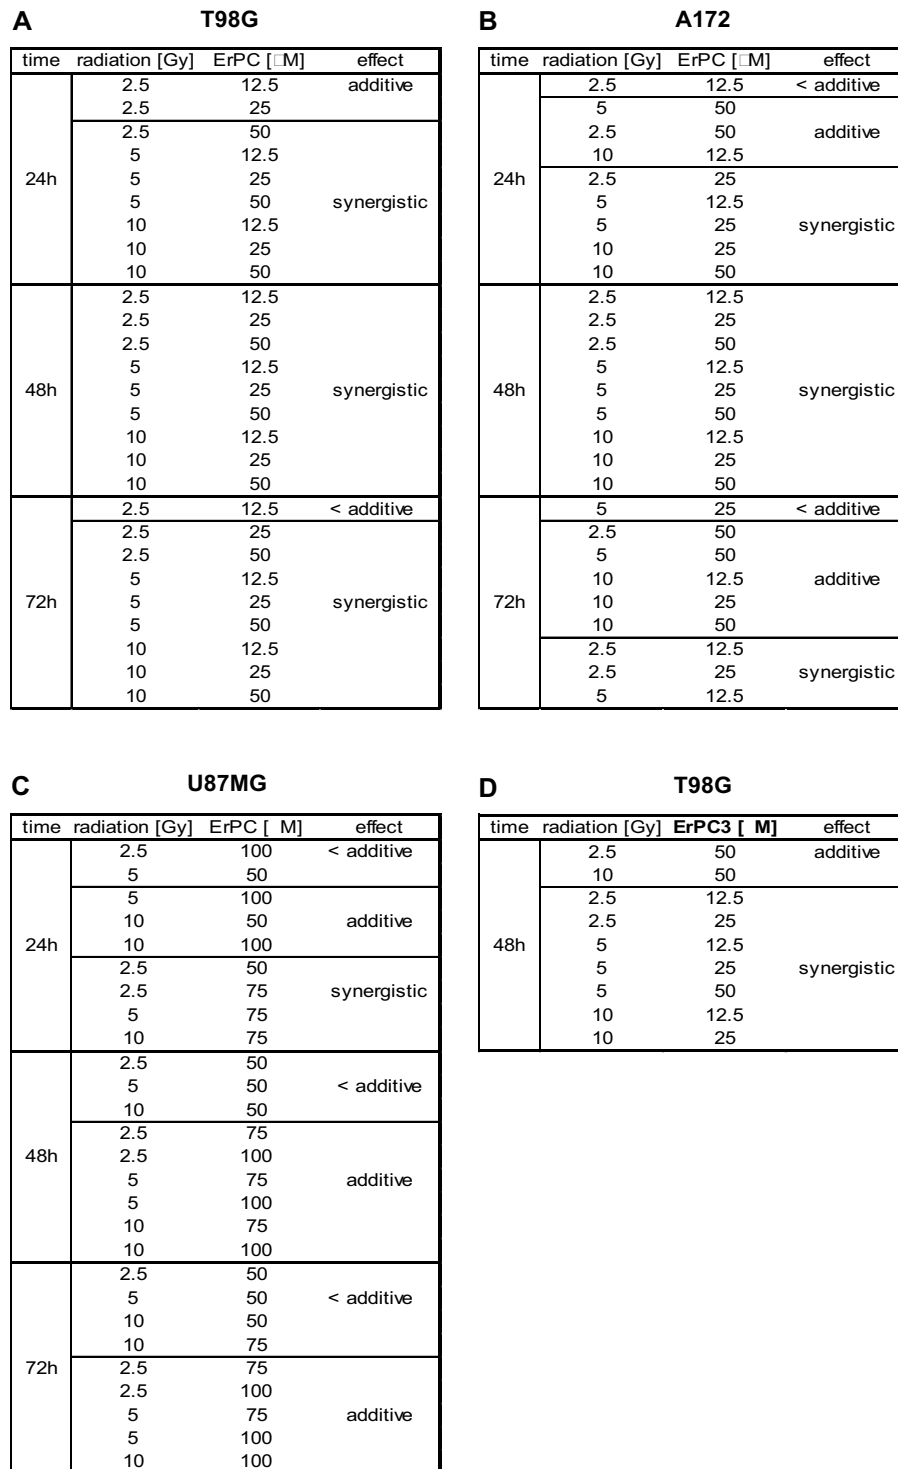 A T98G
time radiation [Gy] ErPC [□M] effect
2.5 12.5 additive
2.5 25
2.5 50
5 12.5
24h 5 25
5 50 synergistic
10 12.5
10 25
10 50
2.5 12.5
2.5 25
2.5 50
5 12.5
48h 5 25 synergistic
5 50
10 12.5
10 25
10 50
2.5 12.5 < additive
2.5 25
2.5 50
5 12.5
72h 5 25 synergistic
5 50
10 12.5
10 25
10 50
B A172
time radiation [Gy] ErPC [□M] effect
2.5 12.5 < additive
5 50
2.5 50 additive
10 12.5
24h 2.5 25
5 12.5
5 25 synergistic
10 25
10 50
2.5 12.5
2.5 25
2.5 50
5 12.5
48h 5 25 synergistic
5 50
10 12.5
10 25
10 50
5 25 < additive
2.5 50
5 50
10 12.5 additive
72h 10 25
10 50
2.5 12.5
2.5 25 synergistic
5 12.5
C U87MG
time radiation [Gy] ErPC [ M] effect
2.5 100 < additive
5 50
5 100
10 50 additive
24h 10 100
2.5 50
2.5 75 synergistic
5 75
10 75
2.5 50
5 50 < additive
10 50
2.5 75
48h 2.5 100
5 75 additive
5 100
10 75
10 100
2.5 50
5 50 < additive
10 50
10 75
72h 2.5 75
2.5 100
5 75 additive
5 100
10 100
D T98G
time radiation [Gy] ErPC3 [ M] effect
2.5 50 additive
10 50
2.5 12.5
2.5 25
48h 5 12.5
5 25 synergistic
5 50
10 12.5
10 25